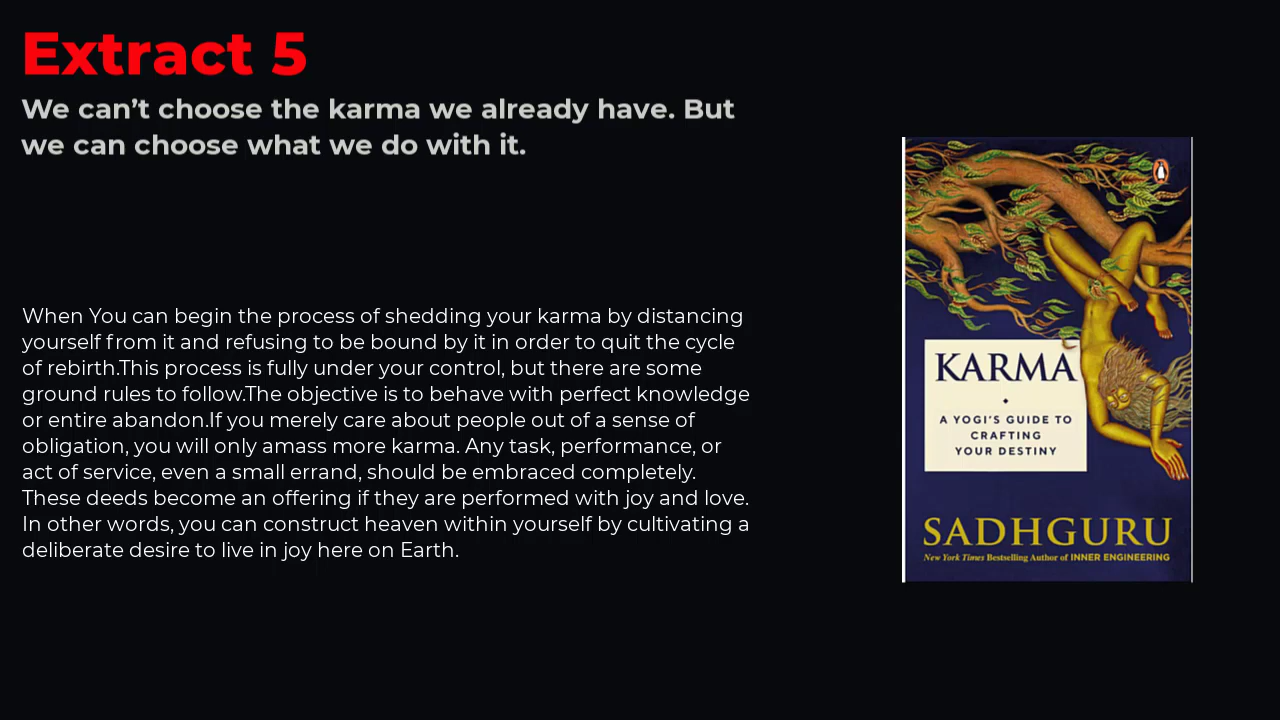 Extract 5
We can’t choose the karma we already have. But
we can choose what we do with it.
When You can begin the process of shedding your karma by distancing
yourself from it and refusing to be bound by it in order to quit the cycle
of rebirth.This process is fully under your control, but there are some
ground rules to follow.The objective is to behave with perfect knowledge
or entire abandon.If you merely care about people out of a sense of
obligation, you will only amass more karma. Any task, performance, or
act of service, even a small errand, should be embraced completely.
These deeds become an offering if they are performed with joy and love.
In other words, you can construct heaven within yourself by cultivating a
deliberate desire to live in joy here on Earth.
KARMA
A YOGI'S GUIDE TO
CRAFTING
YOUR DESTINY
SADHGURU
New York Times Bestselling Author of INNER ENGINEERING